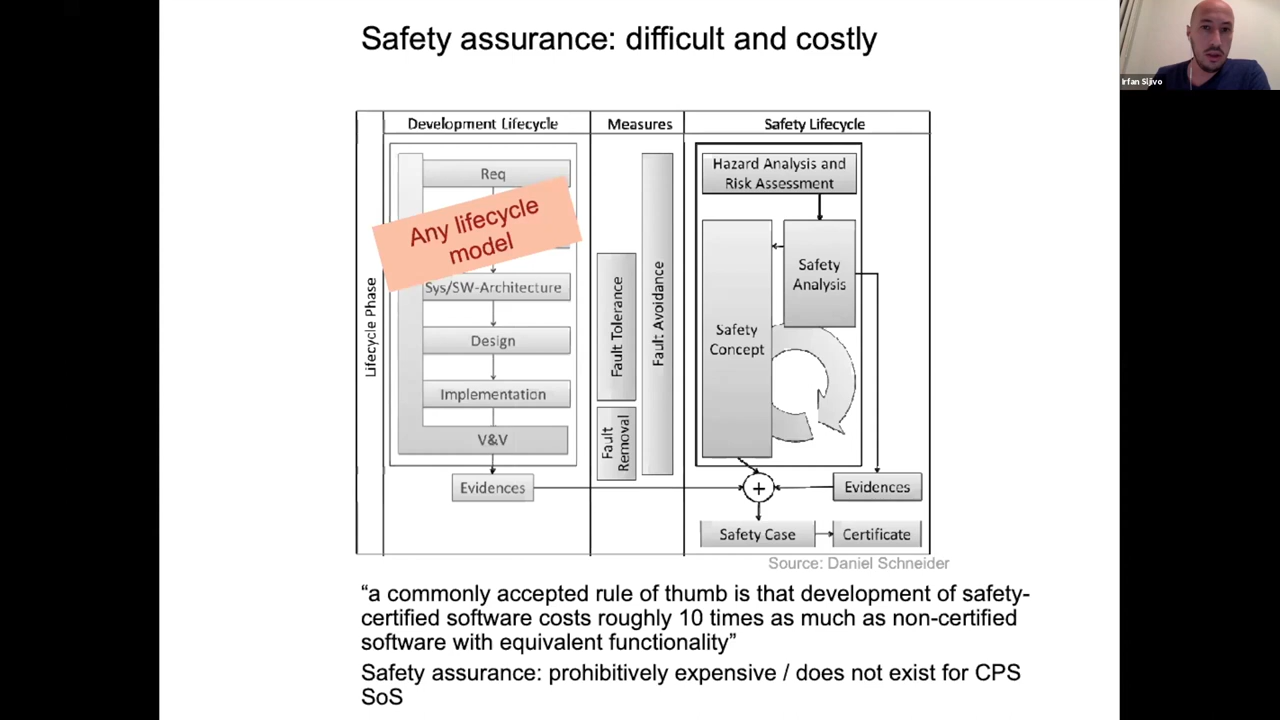 Safety assurance: difficult and costly
Irfan Sljivo
Development Lifecycle
Measures
Safety Lifecycle
Lifecycle Phase
Req
Any lifecycle
model
Sys/SW-Architecture
Design
Implementation
V&V
Evidences
Fault Tolerance
Fault Avoidance
Fault
Removal
Hazard Analysis and
Risk Assessment
Safety
Analysis
Safety
Concept
+
Evidences
Safety Case
Certificate
Source: Daniel Schneider
“a commonly accepted rule of thumb is that development of safety-
certified software costs roughly 10 times as much as non-certified
software with equivalent functionality”
Safety assurance: prohibitively expensive / does not exist for CPS
SoS